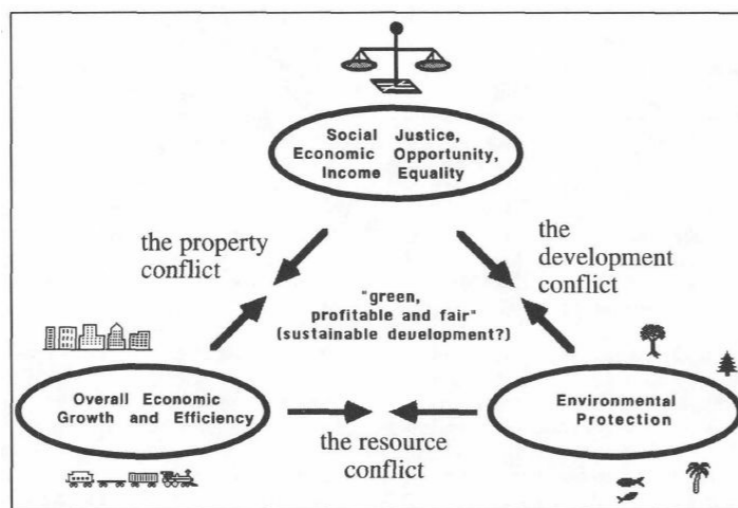 Social Justice,
Economic Opportunity,
Income Equality
the property
conflict
the
development
conflict
"green,
profitable and fair"
(sustainable development?)
Overall Economic
Growth and Efficiency
Environmental
Protection
the resource
conflict